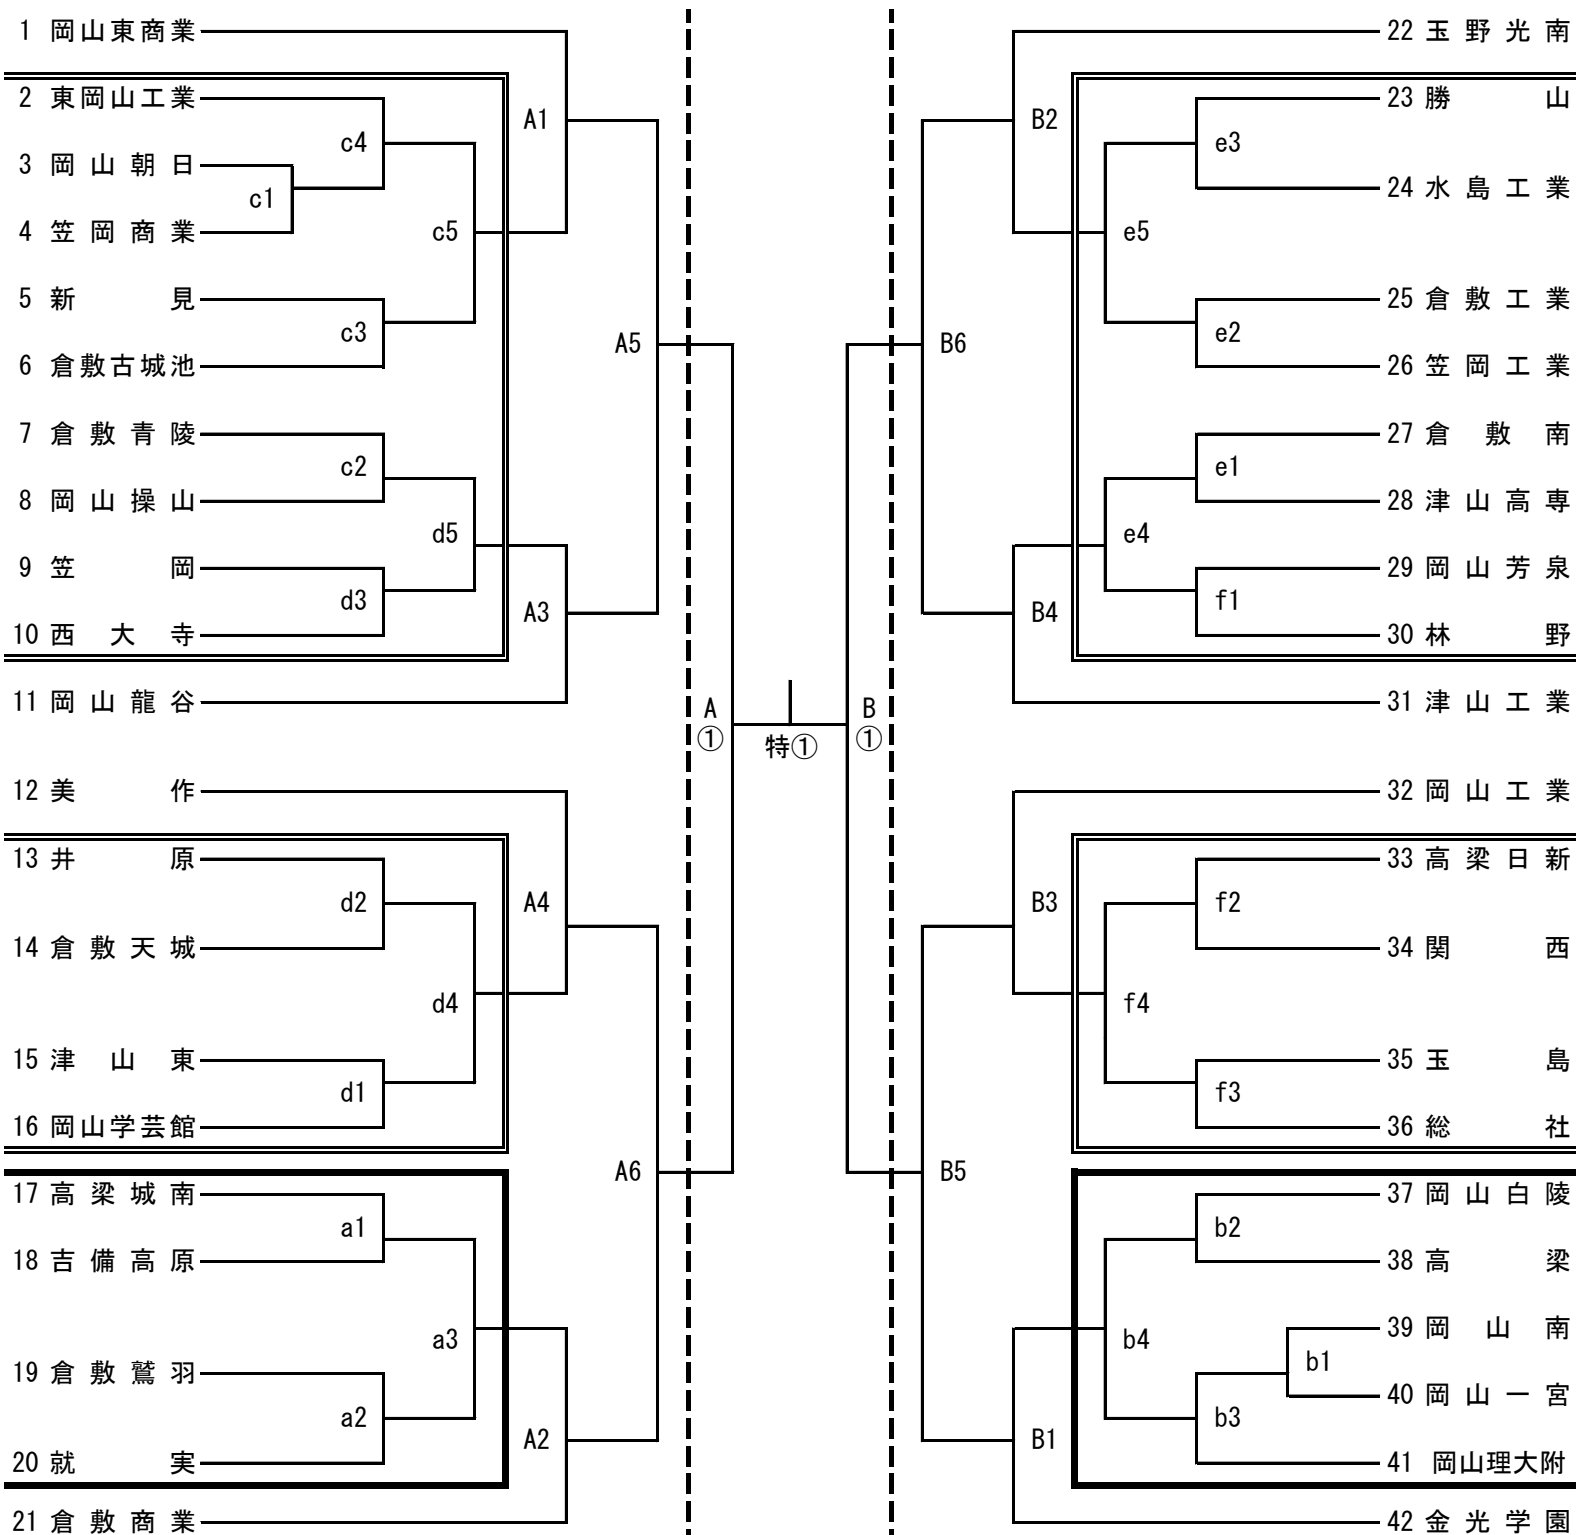 1 岡山東商業
2 東岡山工業
3 岡山朝日
4 笠岡商業
5 新見
6 倉敷古城池
7 倉敷青陵
8 岡山操山
9 笠岡
10 西大寺
11 岡山龍谷
12 美作
13 井原
14 倉敷天城
15 津山東
16 岡山学芸館
17 高梁城南
18 吉備高原
19 倉敷鷲羽
20 就実
21 倉敷商業
c1
c4
c3
c2
d3
d2
d1
a1
a2
c5
d5
d4
a3
A1
A3
A4
A2
A5
A6
A
①
特①
B
①
B6
B5
B2
B4
B3
B1
e5
e4
f4
b4
e3
e2
e1
f1
f2
f3
b2
b3
b1
22 玉野光南
23 勝山
24 水島工業
25 倉敷工業
26 笠岡工業
27 倉敷南
28 津山高専
29 岡山芳泉
30 林野
31 津山工業
32 岡山工業
33 高梁日新
34 関西
35 玉島
36 総社
37 岡山白陵
38 高梁
39 岡山南
40 岡山一宮
41 岡山理大附
42 金光学園